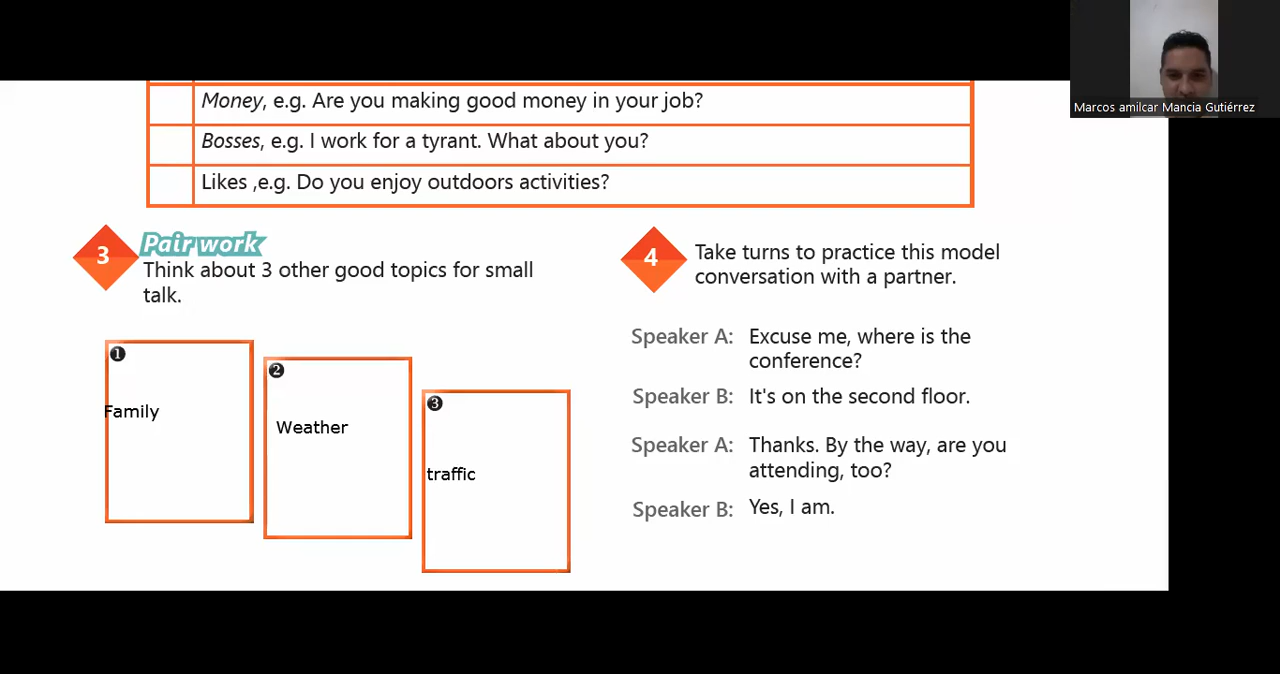 Marcos amilcar Mancia Gutiérrez
Money, e.g. Are you making good money in your job?
Bosses, e.g. I work for a tyrant. What about you?
Likes ,e.g. Do you enjoy outdoors activities?
3
Pair work
Think about 3 other good topics for small
talk.
1
Family
2
Weather
3
traffic
4
Take turns to practice this model
conversation with a partner.
Speaker A: Excuse me, where is the
conference?
Speaker B: It's on the second floor.
Speaker A: Thanks. By the way, are you
attending, too?
Speaker B: Yes, I am.